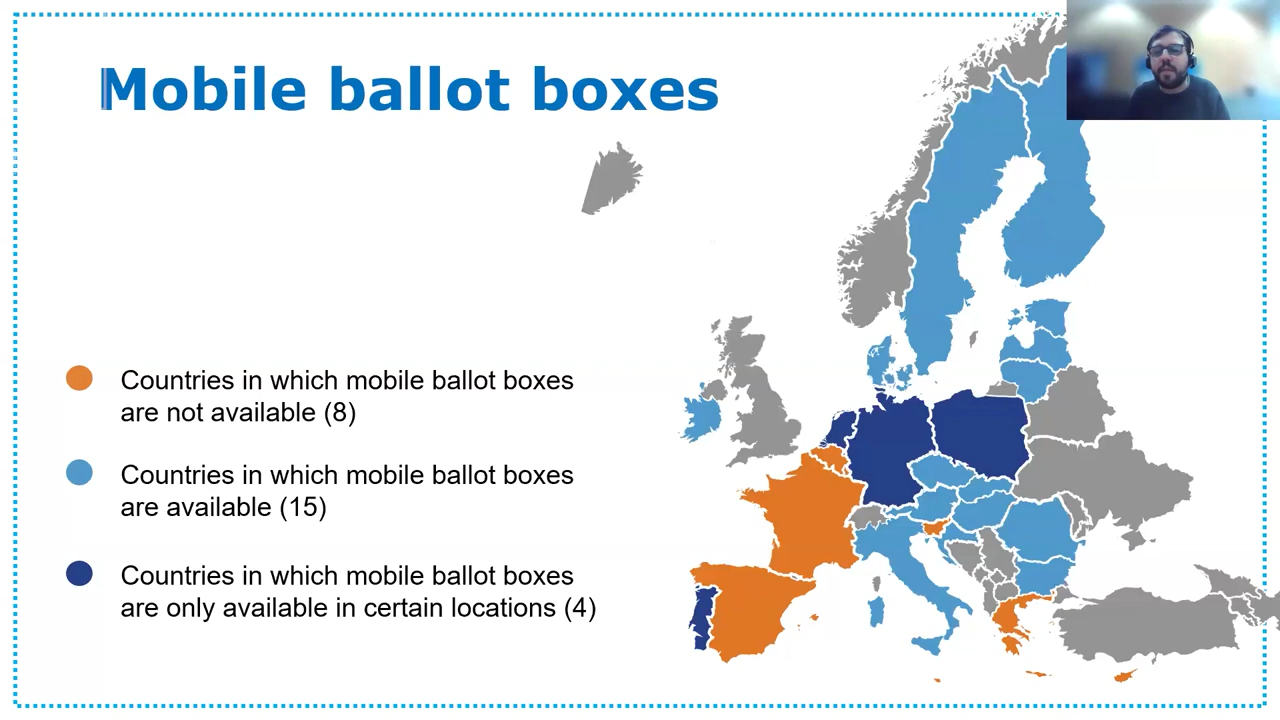 Mobile ballot boxes
Countries in which mobile ballot boxes
are not available (8)
Countries in which mobile ballot boxes
are available (15)
Countries in which mobile ballot boxes
are only available in certain locations (4)